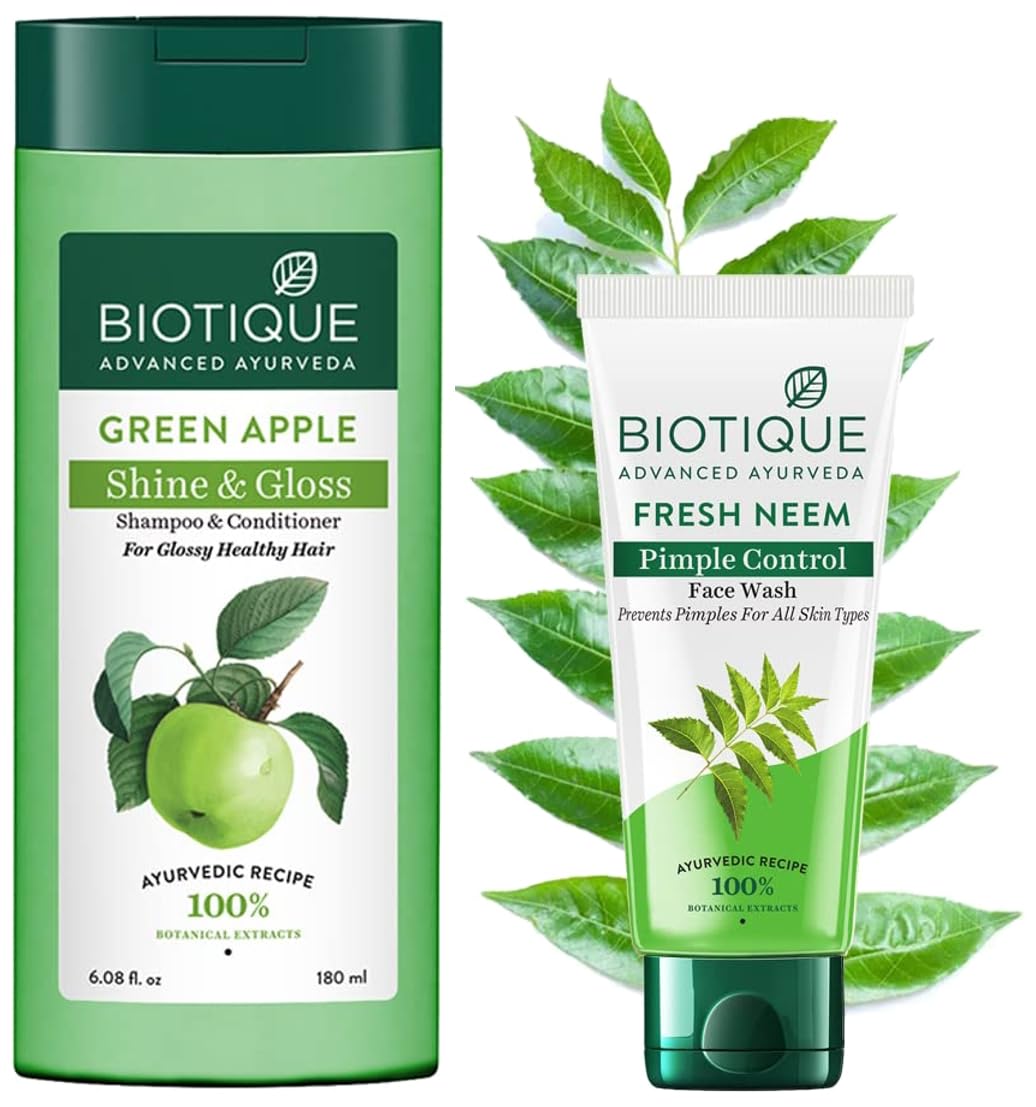 BIOTIQUE
ADVANCED AYURVEDA
GREEN APPLE
Shine & Gloss
Shampoo & Conditioner
For Glossy Healthy Hair
AYURVEDIC RECIPE
100%
BOTANICAL EXTRACTS
6.08 fl. oz 180 ml
BIOTIQUE
ADVANCED AYURVEDA
FRESH NEEM
Pimple Control
Face Wash
Prevents Pimples For All Skin Types
AYURVEDIC RECIPE
100%
BOTANICAL EXTRACTS